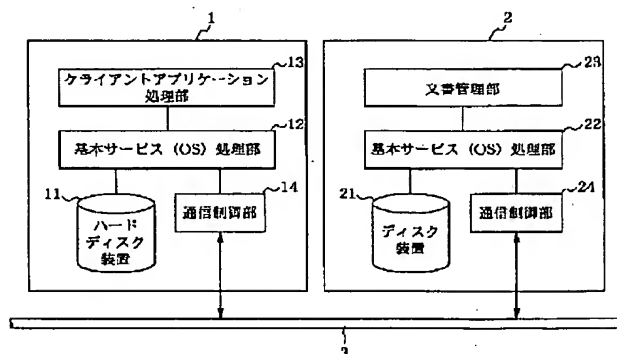 1
13
クライアントアプリケーション
処理部
12
基本サービス (OS) 処理部
11
ハード
ディスク
装置
14
通信制御部
2
23
文書管理部
22
基本サービス (OS) 処理部
21
ディスク
装置
24
通信制御部
3